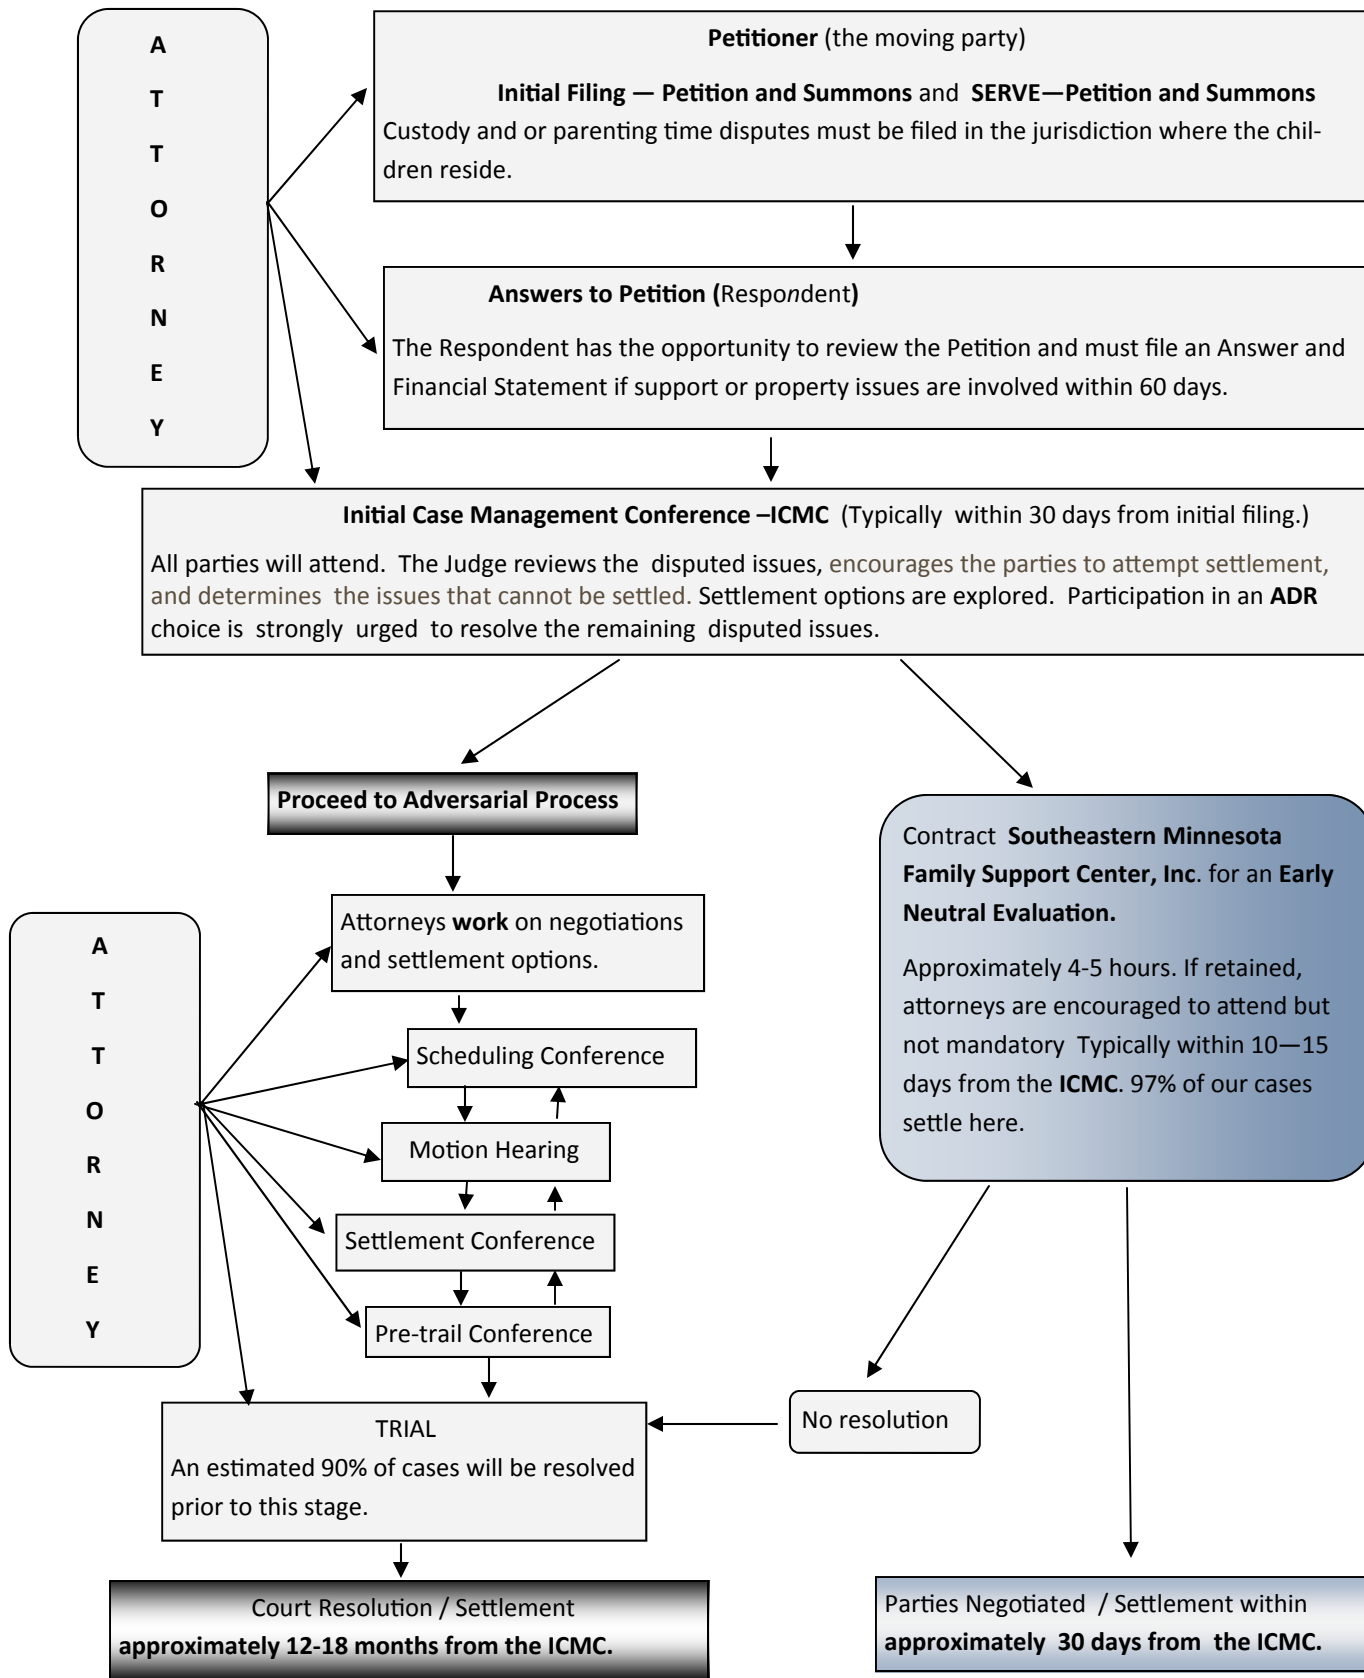 A
T
T
O
R
N
E
Y
Petitioner (the moving party)
Initial Filing — Petition and Summons and SERVE—Petition and Summons
Custody and or parenting time disputes must be filed in the jurisdiction where the chil-
dren reside.
Answers to Petition (Respondent)
The Respondent has the opportunity to review the Petition and must file an Answer and
Financial Statement if support or property issues are involved within 60 days.
Initial Case Management Conference –ICMC (Typically within 30 days from initial filing.)
All parties will attend. The Judge reviews the disputed issues, encourages the parties to attempt settlement,
and determines the issues that cannot be settled. Settlement options are explored. Participation in an ADR
choice is strongly urged to resolve the remaining disputed issues.
Proceed to Adversarial Process
Contract Southeastern Minnesota
Family Support Center, Inc. for an Early
Neutral Evaluation.
Approximately 4-5 hours. If retained,
attorneys are encouraged to attend but
not mandatory Typically within 10—15
days from the ICMC. 97% of our cases
settle here.
A
T
T
O
R
N
E
Y
Attorneys work on negotiations
and settlement options.
Scheduling Conference
Motion Hearing
Settlement Conference
Pre-trail Conference
No resolution
TRIAL
An estimated 90% of cases will be resolved
prior to this stage.
Court Resolution / Settlement
approximately 12-18 months from the ICMC.
Parties Negotiated / Settlement within
approximately 30 days from the ICMC.